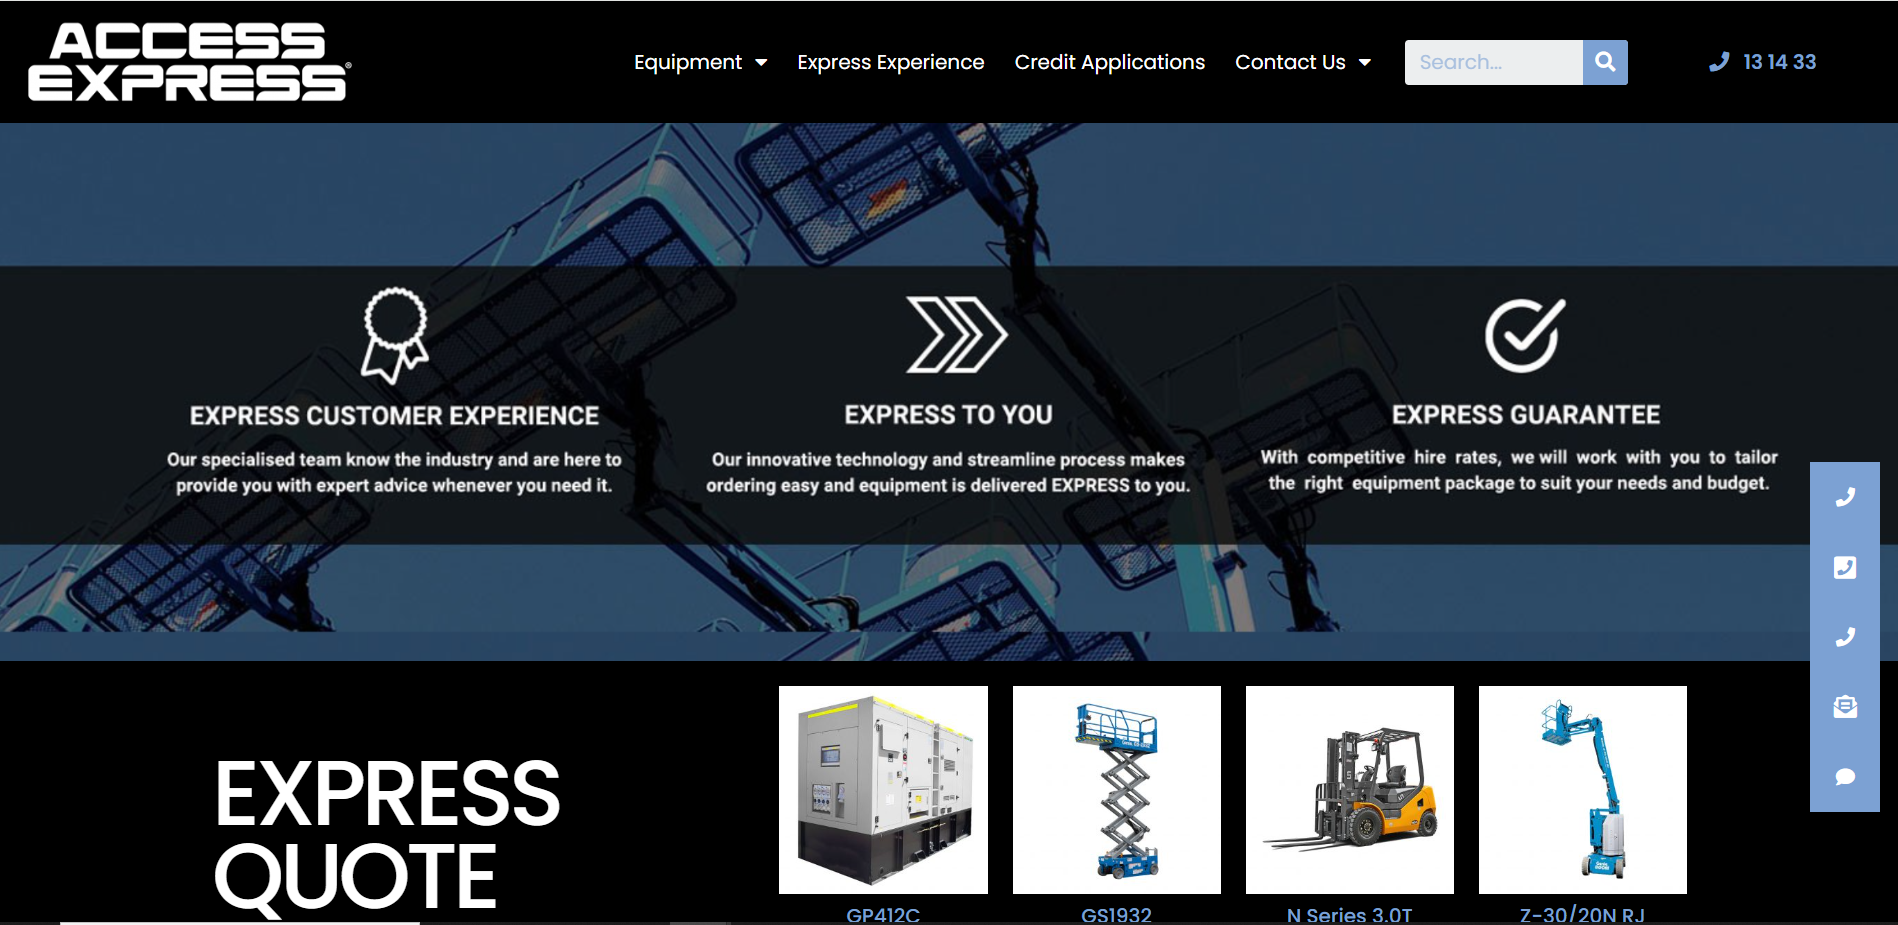 ACCESS
EXPRESS®
Equipment
Express Experience
Credit Applications
Contact Us
Search...
13 14 33
EXPRESS CUSTOMER EXPERIENCE
Our specialised team know the industry and are here to
provide you with expert advice whenever you need it.
EXPRESS TO YOU
Our innovative technology and streamline process makes
ordering easy and equipment is delivered EXPRESS to you.
EXPRESS GUARANTEE
With competitive hire rates, we will work with you to tailor
the right equipment package to suit your needs and budget.
EXPRESS
QUOTE
GP412C
GS1932
N Series 3.0T
Z-30/20N RJ